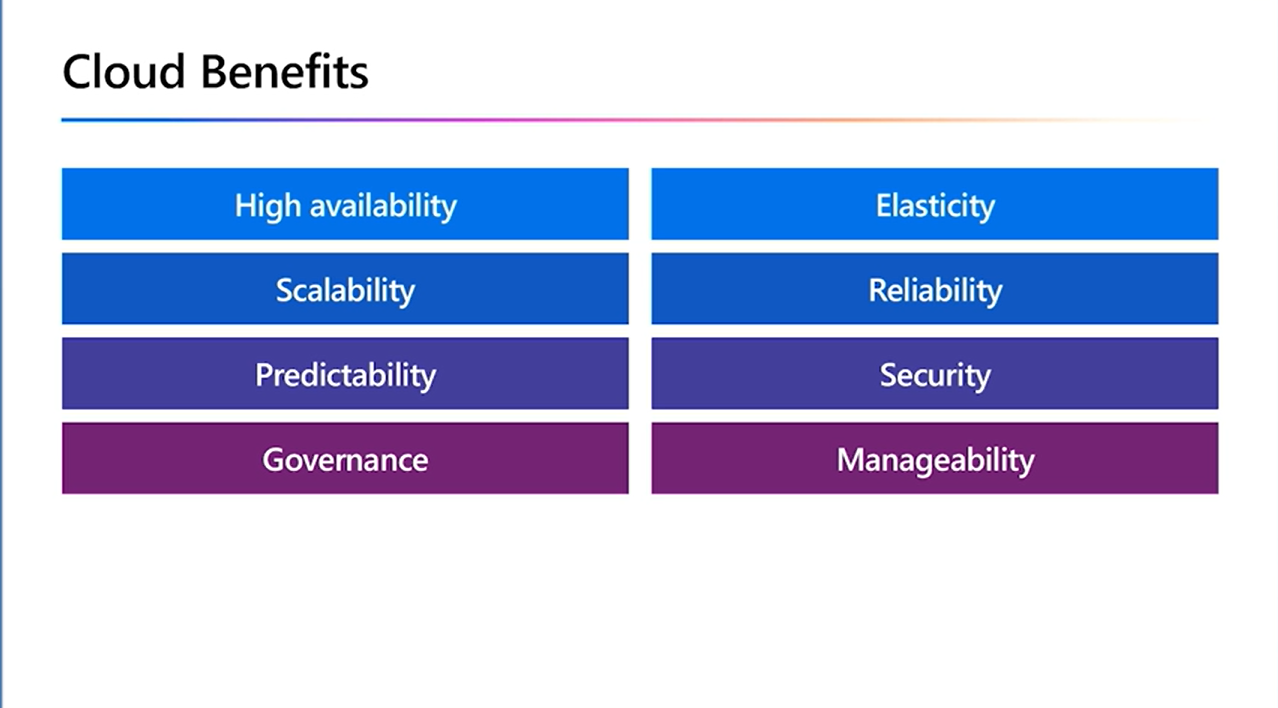 Cloud Benefits
High availability
Elasticity
Scalability
Reliability
Predictability
Security
Governance
Manageability